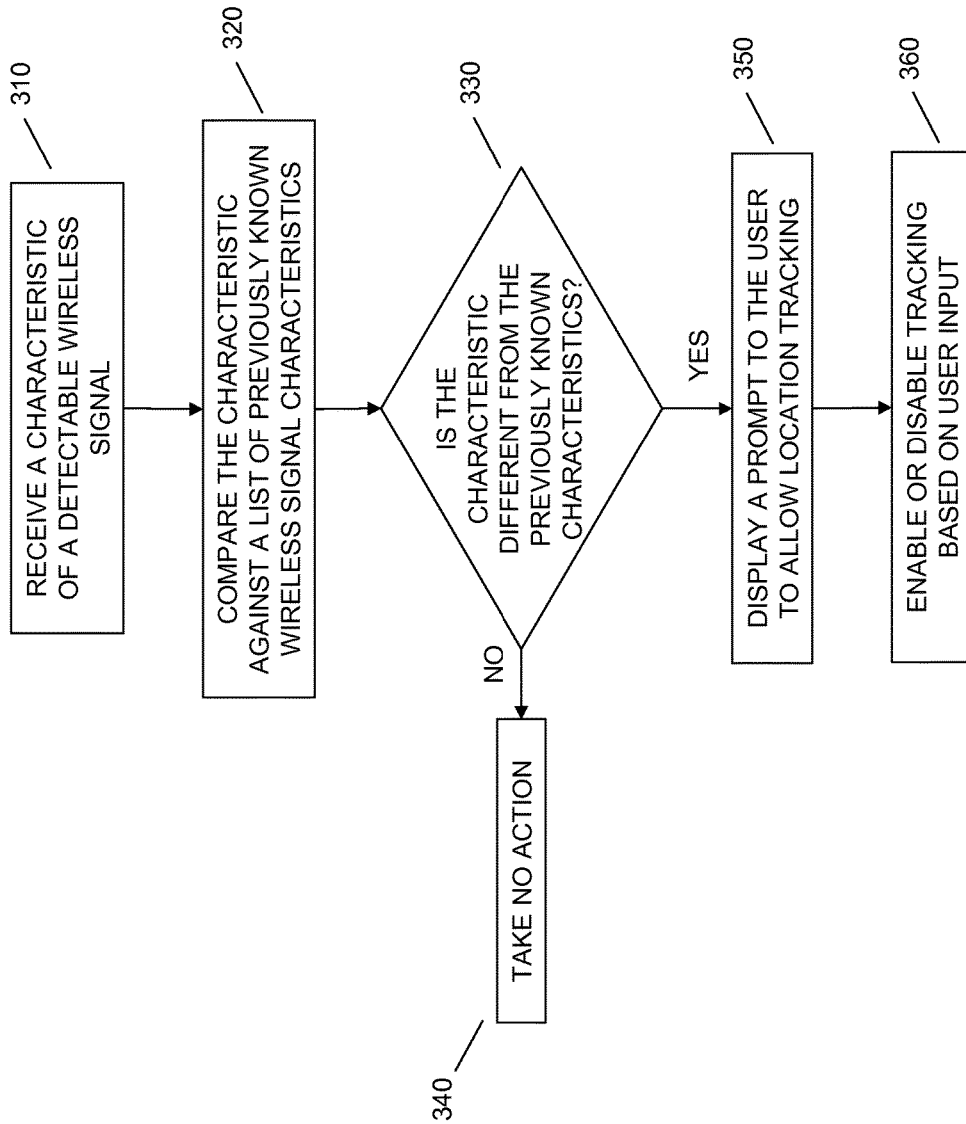 310
RECEIVE A CHARACTERISTIC
OF A DETECTABLE WIRELESS
SIGNAL
320
COMPARE THE CHARACTERISTIC
AGAINST A LIST OF PREVIOUSLY KNOWN
WIRELESS SIGNAL CHARACTERISTICS
330
IS THE
CHARACTERISTIC
DIFFERENT FROM THE
PREVIOUSLY KNOWN
CHARACTERISTICS?
NO
340
TAKE NO ACTION
YES
350
DISPLAY A PROMPT TO THE USER
TO ALLOW LOCATION TRACKING
360
ENABLE OR DISABLE TRACKING
BASED ON USER INPUT